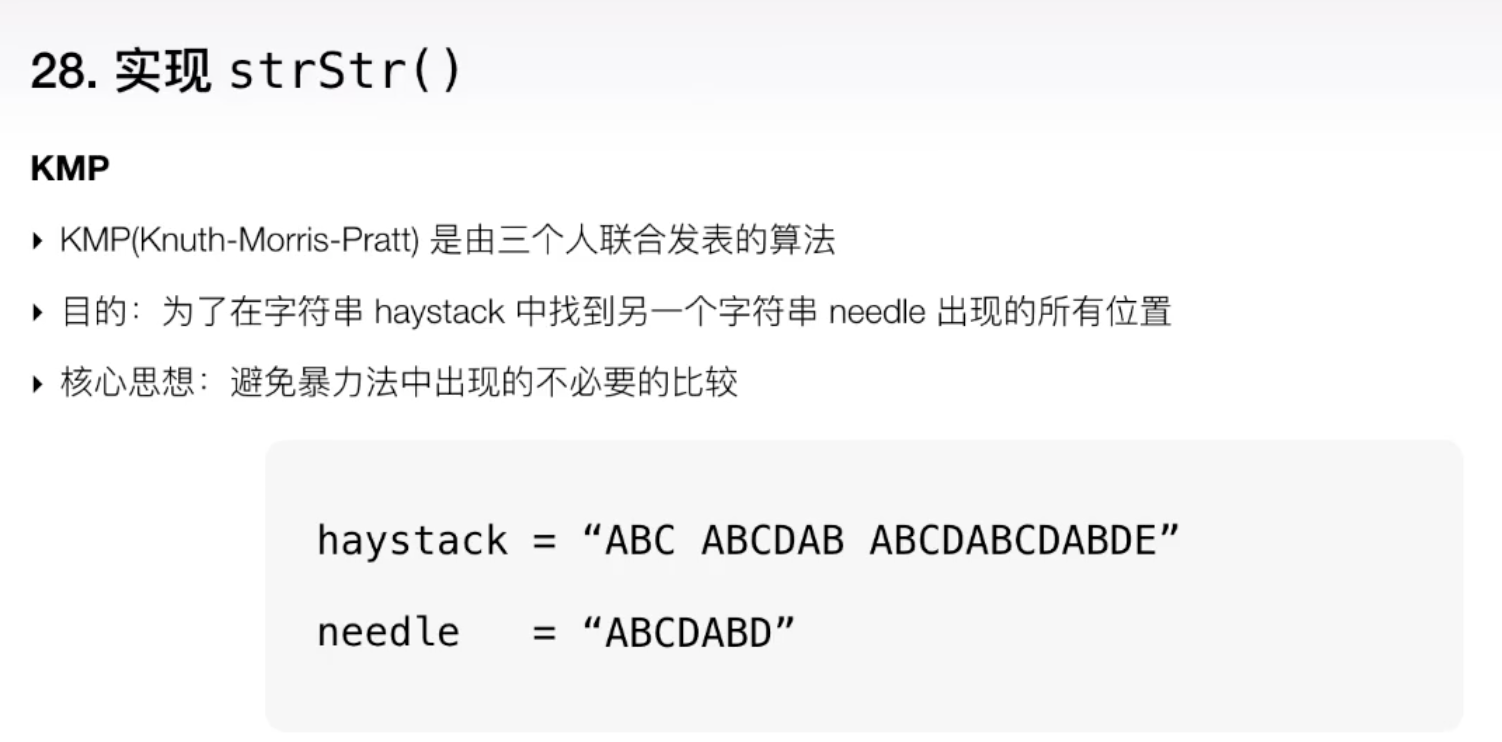 28. 实现 strStr()
KMP
‣ KMP(Knuth-Morris-Pratt) 是由三个人联合发表的算法
‣ 目的：为了在字符串 haystack 中找到另一个字符串 needle 出现的所有位置
‣ 核心思想：避免暴力法中出现的不必要的比较
haystack = “ABC ABCDAB ABCDABCDABDE”
needle = “ABCDABD”